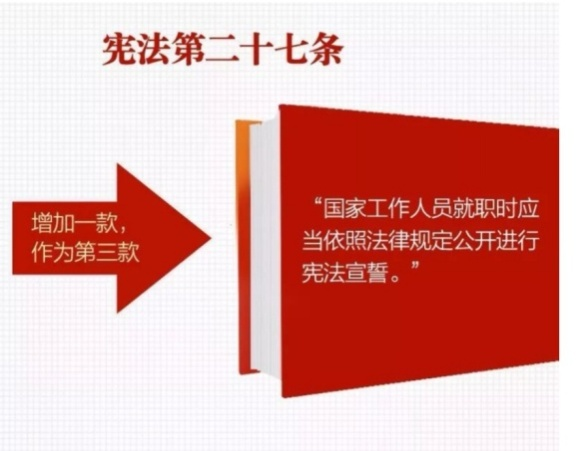 宪法第二十七条
增加一款，
作为第三款
“国家工作人员就职时应
当依照法律规定公开进行
宪法宣誓。”